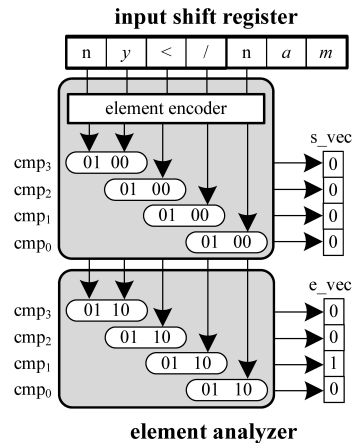 input shift register
n y < / n a m
element encoder
s_vec
cmp3 01 00 0
cmp2 01 00 0
cmp1 01 00 0
cmp0 01 00 0
e_vec
cmp3 01 10 0
cmp2 01 10 0
cmp1 01 10 1
cmp0 01 10 0
element analyzer